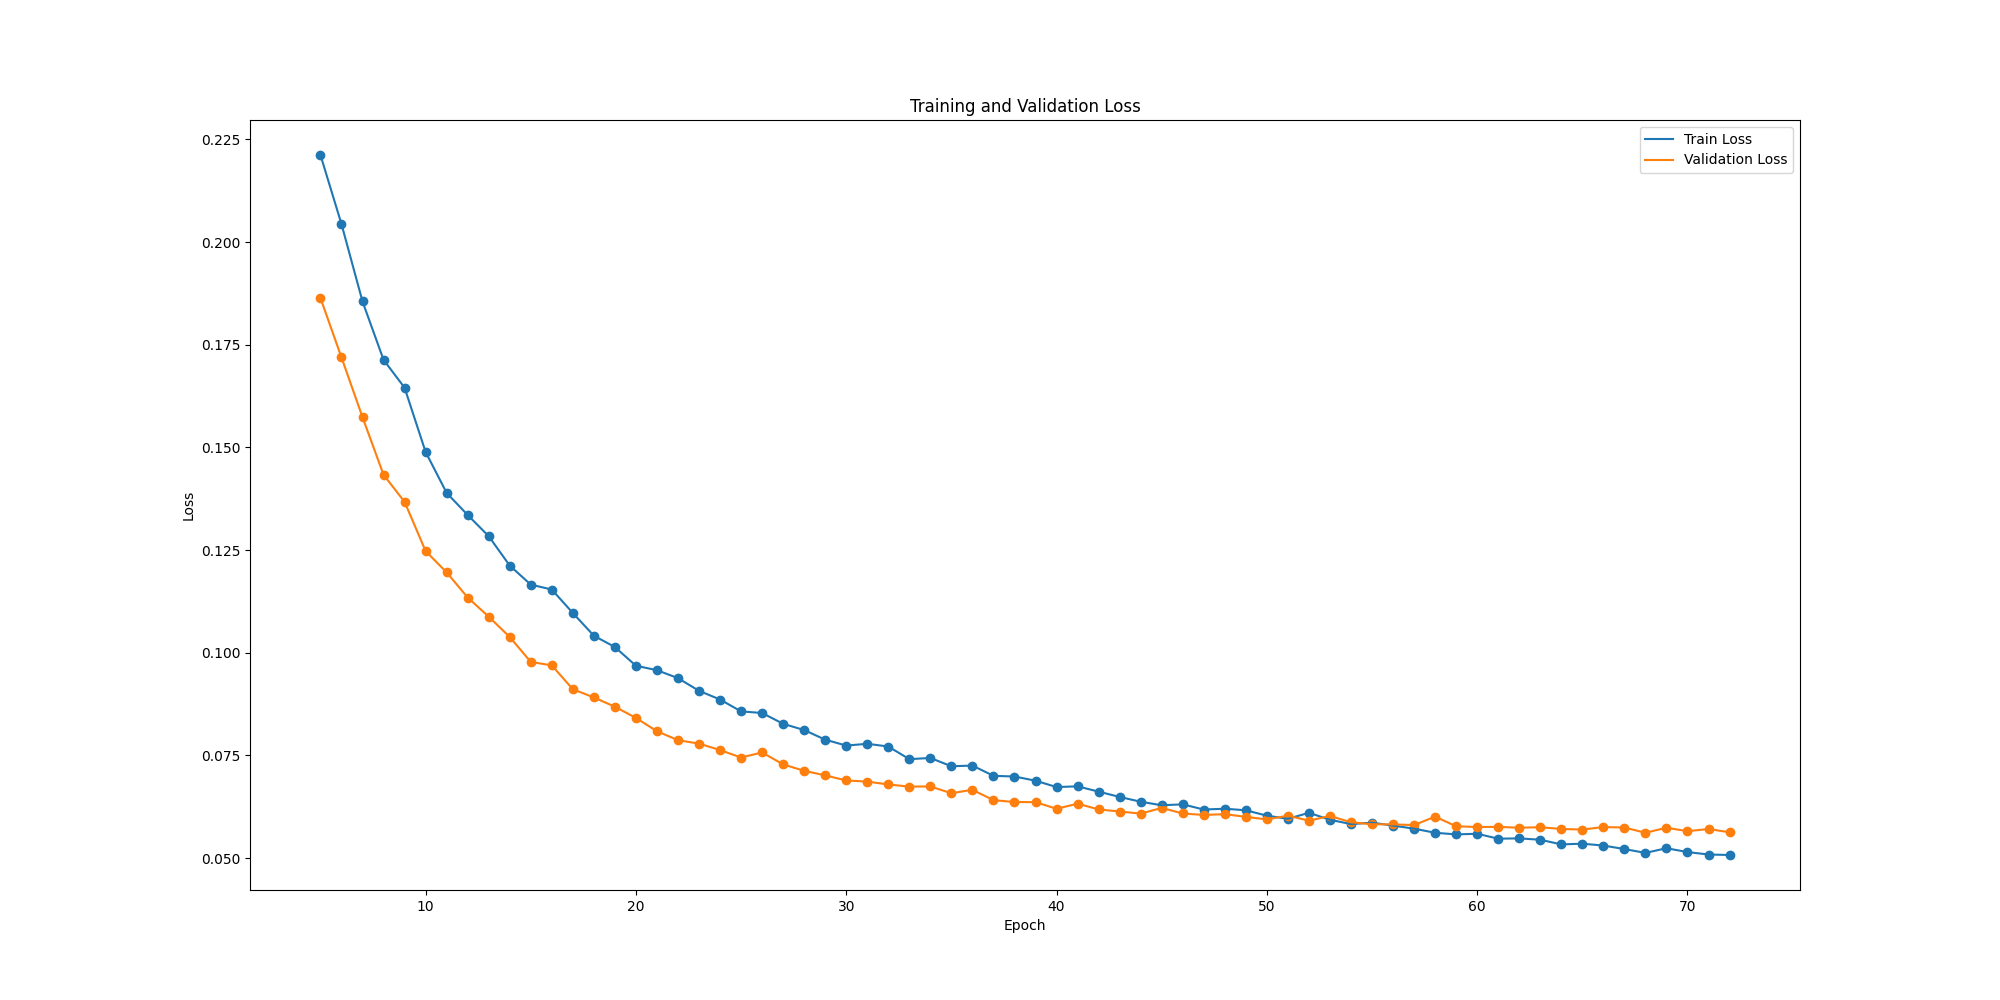 Training and Validation Loss
0.225
0.200
0.175
0.150
0.125
0.100
0.075
0.050
Loss
10 20 30 40 50 60 70
Epoch
Train Loss
Validation Loss